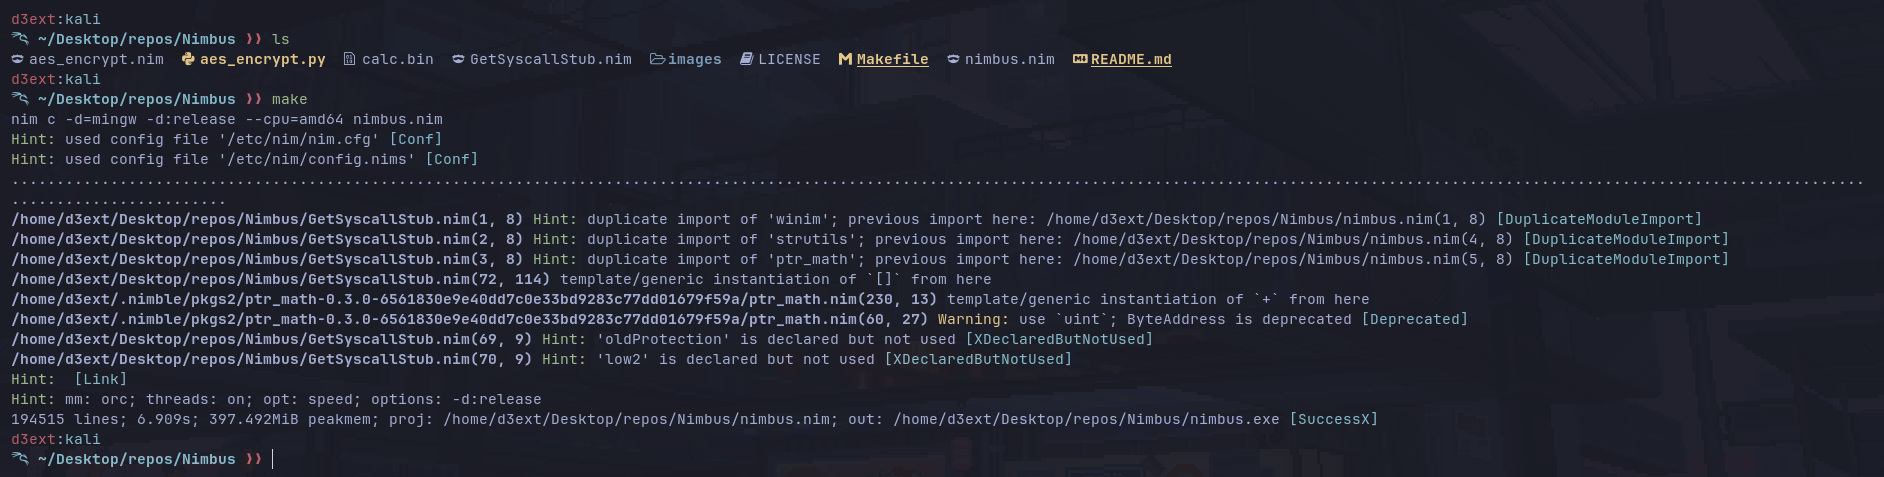 d3ext:kali
~/Desktop/repos/Nimbus ❯❯ ls
aes_encrypt.nim aes_encrypt.py calc.bin GetSyscallStub.nim images LICENSE Makefile nimbus.nim README.md
d3ext:kali
~/Desktop/repos/Nimbus ❯❯ make
nim c -d=mingw -d:release --cpu=amd64 nimbus.nim
Hint: used config file '/etc/nim/nim.cfg' [Conf]
Hint: used config file '/etc/nim/config.nims' [Conf]
..............................................................................................................................................................................................................
........................
/home/d3ext/Desktop/repos/Nimbus/GetSyscallStub.nim(1, 8) Hint: duplicate import of 'winim'; previous import here: /home/d3ext/Desktop/repos/Nimbus/nimbus.nim(1, 8) [DuplicateModuleImport]
/home/d3ext/Desktop/repos/Nimbus/GetSyscallStub.nim(2, 8) Hint: duplicate import of 'strutils'; previous import here: /home/d3ext/Desktop/repos/Nimbus/nimbus.nim(4, 8) [DuplicateModuleImport]
/home/d3ext/Desktop/repos/Nimbus/GetSyscallStub.nim(3, 8) Hint: duplicate import of 'ptr_math'; previous import here: /home/d3ext/Desktop/repos/Nimbus/nimbus.nim(5, 8) [DuplicateModuleImport]
/home/d3ext/Desktop/repos/Nimbus/GetSyscallStub.nim(72, 114) template/generic instantiation of `[]` from here
/home/d3ext/.nimble/pkgs2/ptr_math-0.3.0-6561830e9e40dd7c0e33bd9283c77dd01679f59a/ptr_math.nim(230, 13) template/generic instantiation of `+` from here
/home/d3ext/.nimble/pkgs2/ptr_math-0.3.0-6561830e9e40dd7c0e33bd9283c77dd01679f59a/ptr_math.nim(60, 27) Warning: use `uint`; ByteAddress is deprecated [Deprecated]
/home/d3ext/Desktop/repos/Nimbus/GetSyscallStub.nim(69, 9) Hint: 'oldProtection' is declared but not used [XDeclaredButNotUsed]
/home/d3ext/Desktop/repos/Nimbus/GetSyscallStub.nim(70, 9) Hint: 'low2' is declared but not used [XDeclaredButNotUsed]
Hint:  [Link]
Hint: mm: orc; threads: on; opt: speed; options: -d:release
194515 lines; 6.909s; 397.492MiB peakmem; proj: /home/d3ext/Desktop/repos/Nimbus/nimbus.nim; out: /home/d3ext/Desktop/repos/Nimbus/nimbus.exe [SuccessX]
d3ext:kali
~/Desktop/repos/Nimbus ❯❯